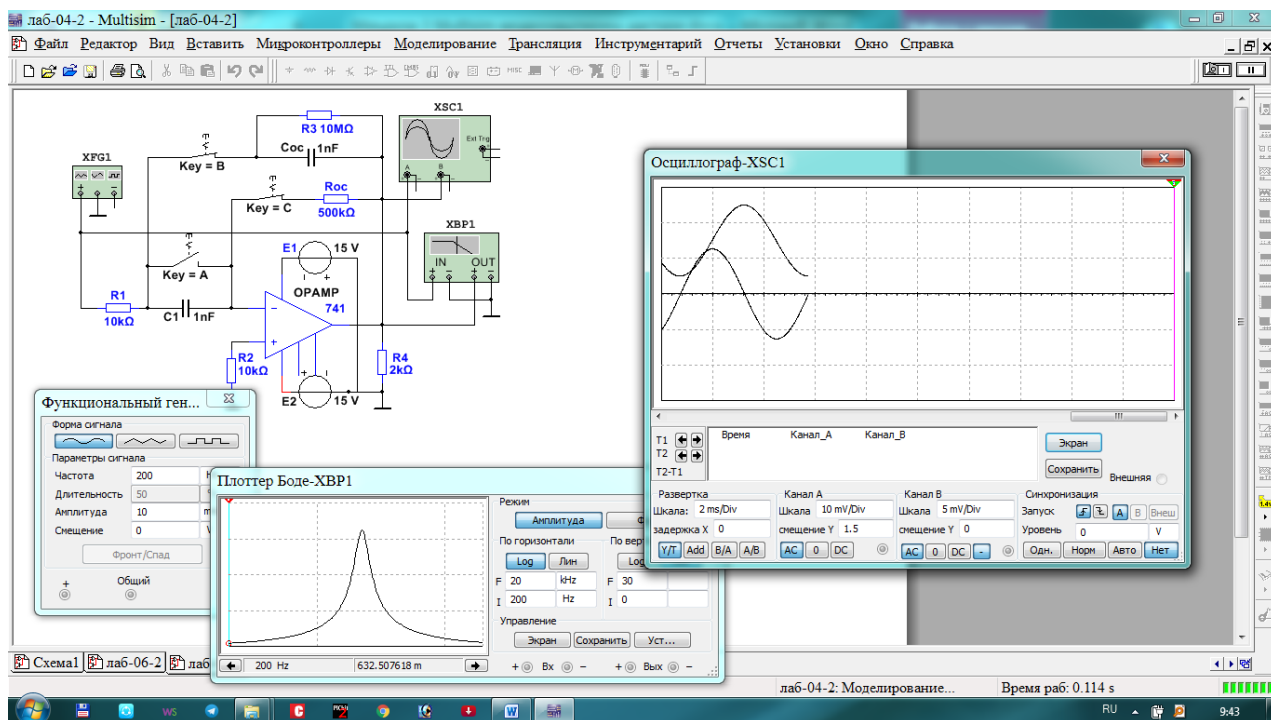 лаб-04-2 - Multisim - [лаб-04-2]
Файл Редактор Вид Вставить Микроконтроллеры Моделирование Трансляция Инструментарий Отчеты Установки Окно Справка
XFG1
R3 10MΩ
Coc 1nF
Key = B
Key = C
Roc
500kΩ
XSC1
Ext Trig
A B
XBP1
IN OUT
Key = A
R1
10kΩ
C1 1nF
E1 15 V
OPAMP
741
R2
10kΩ
R4
2kΩ
E2 15 V
Осциллограф-XSC1
T1
T2
T2-T1
Время Канал_A Канал_B
Экран
Сохранить
Внешняя
Развертка
Шкала: 2 ms/Div
задержка X 0
Y/T Add B/A A/B
Канал A
Шкала 10 mV/Div
смещение Y 1.5
AC 0 DC
Канал B
Шкала 5 mV/Div
смещение Y 0
AC 0 DC -
Синхронизация
Запуск A B Внеш
Уровень 0 V
Одн. Норм Авто Нет
Функциональный ген...
Форма сигнала
Параметры сигнала
Частота 200
Длительность 50
Амплитуда 10
Смещение 0
Фронт/Спад
+ Общий
Плоттер Боде-XBP1
Режим
Амплитуда
По горизонтали
Log Лин
F 20 kHz
I 200 Hz
F 30
I 0
Управление
Экран Сохранить Уст...
200 Hz 632.507618 m
+ Вх - + Вых -
Схема1 лаб-06-2 лаб
лаб-04-2: Моделирование... Время раб: 0.114 s
RU 9:43